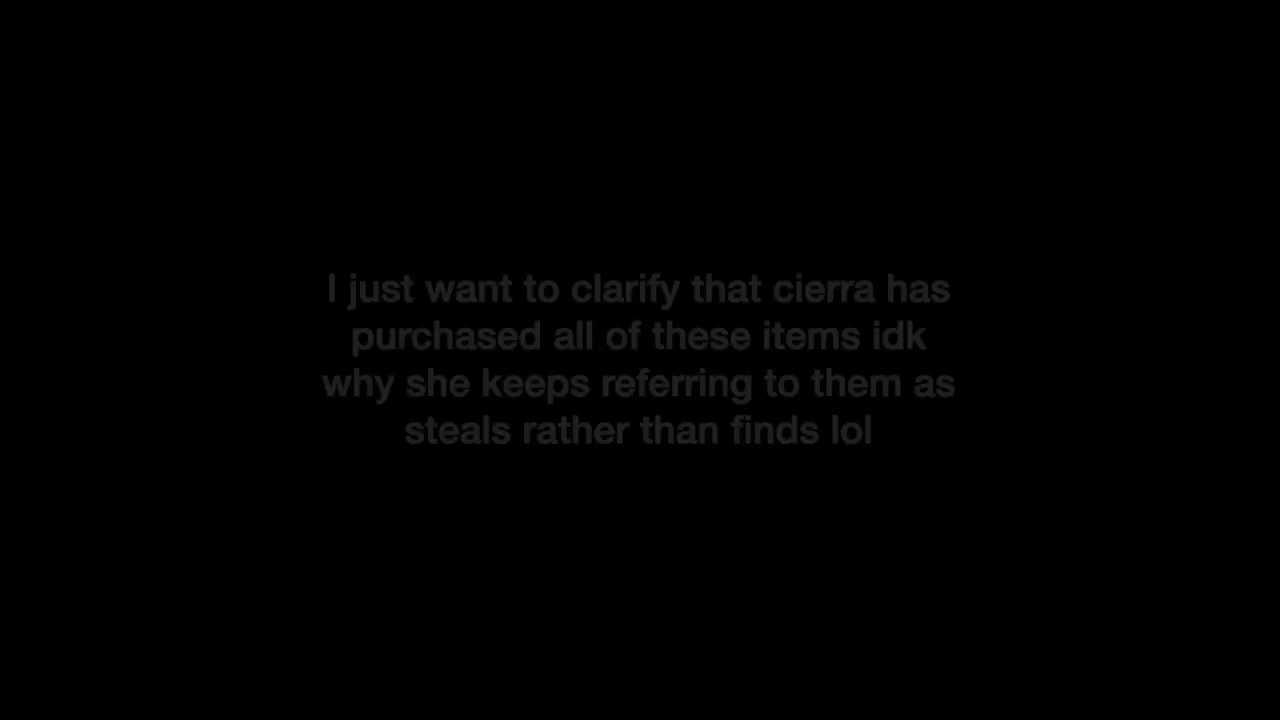 I just want to clarify that cierra has
purchased all of these items idk
why she keeps referring to them as
steals rather than finds lol